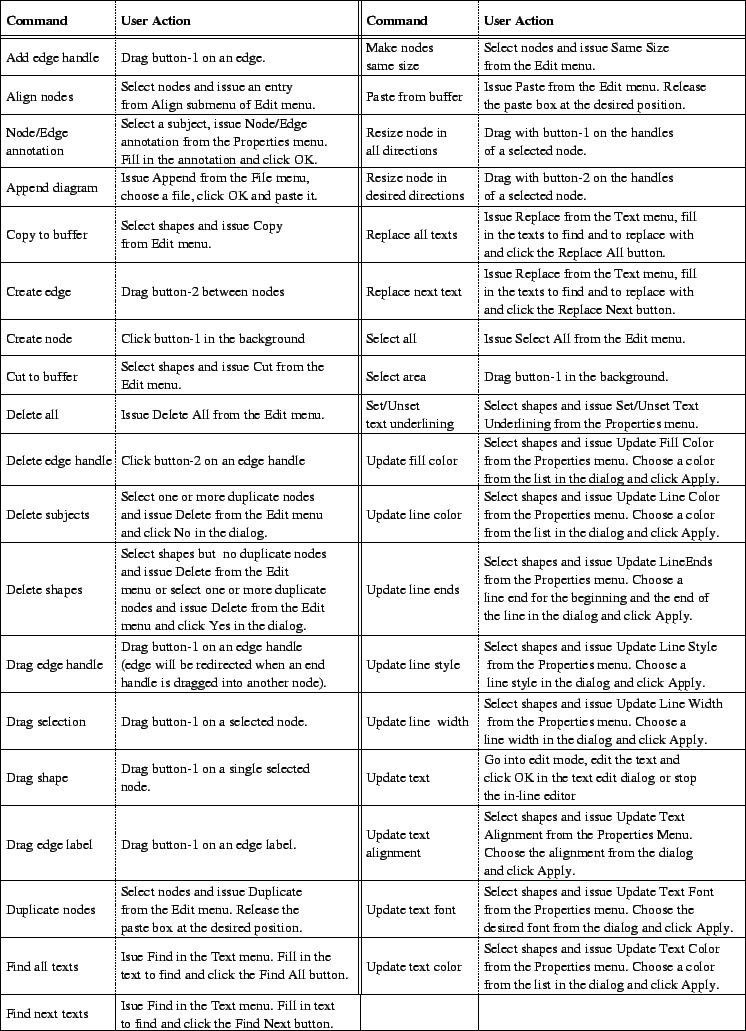 Command User Action Command User Action
Add edge handle
Drag button-1 on an edge.
Make nodes
same size
Select nodes and issue Same Size
from the Edit menu.
Align nodes
Select nodes and issue an entry
from Align submenu of Edit menu.
Paste from buffer
Issue Paste from the Edit menu. Release
the paste box at the desired position.
Node/Edge
annotation
Select a subject, issue Node/Edge
annotation from the Properties menu.
Fill in the annotation and click OK.
Resize node in
all directions
Drag with button-1 on the handles
of a selected node.
Append diagram
Issue Append from the File menu,
choose a file, click OK and paste it.
Resize node in
desired directions
Drag with button-2 on the handles
of a selected node.
Copy to buffer
Select shapes and issue Copy
from Edit menu.
Replace all texts
Issue Replace from the Text menu, fill
in the texts to find and to replace with
and click the Replace All button.
Create edge
Drag button-2 between nodes
Replace next text
Issue Replace from the Text menu, fill
in the texts to find and to replace with
and click the Replace Next button.
Create node
Click button-1 in the background
Select all
Issue Select All from the Edit menu.
Cut to buffer
Select shapes and issue Cut from the
Edit menu.
Select area
Drag button-1 in the background.
Delete all
Issue Delete All from the Edit menu.
Set/Unset
text underlining
Select shapes and issue Set/Unset Text
Underlining from the Properties menu.
Delete edge handle
Click button-2 on an edge handle
Update fill color
Select shapes and issue Update Fill Color
from the Properties menu. Choose a color
from the list in the dialog and click Apply.
Delete subjects
Select one or more duplicate nodes
and issue Delete from the Edit menu
and click No in the dialog.
Update line color
Select shapes and issue Update Line Color
from the Properties menu. Choose a color
from the list in the dialog and click Apply.
Delete shapes
Select shapes but no duplicate nodes
and issue Delete from the Edit
menu or select one or more duplicate
nodes and issue Delete from the Edit
menu and click Yes in the dialog.
Update line ends
Select shapes and issue Update LineEnds
from the Properties menu. Choose a
line end for the beginning and the end of
the line in the dialog and click Apply.
Drag edge handle
Drag button-1 on an edge handle
(edge will be redirected when an end
handle is dragged into another node).
Update line style
Select shapes and issue Update Line Style
from the Properties menu. Choose a
line style in the dialog and click Apply.
Drag selection
Drag button-1 on a selected node.
Update line width
Select shapes and issue Update Line Width
from the Properties menu. Choose a
line width in the dialog and click Apply.
Drag shape
Drag button-1 on a single selected
node.
Update text
Go into edit mode, edit the text and
click OK in the text edit dialog or stop
the in-line editor
Drag edge label
Drag button-1 on an edge label.
Update text
alignment
Select shapes and issue Update Text
Alignment from the Properties Menu.
Choose the alignment from the dialog
and click Apply.
Duplicate nodes
Select nodes and issue Duplicate
from the Edit menu. Release the
paste box at the desired position.
Update text font
Select shapes and issue Update Text Font
from the Properties menu. Choose the
desired font from the dialog and click Apply.
Find all texts
Isue Find in the Text menu. Fill in the
text to find and click the Find All button.
Update text color
Select shapes and issue Update Text Color
from the Properties menu. Choose a color
from the list in the dialog and click Apply.
Find next texts
Isue Find in the Text menu. Fill in text
to find and click the Find Next button.